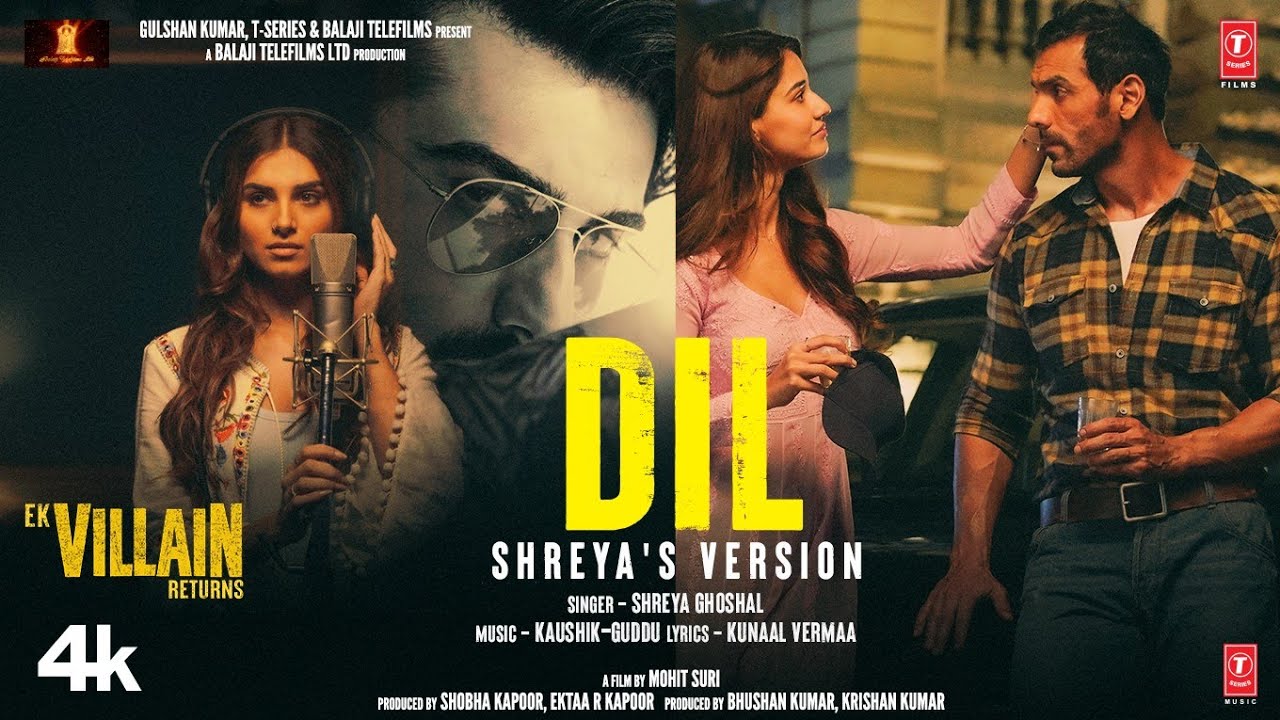 GULSHAN KUMAR, T-SERIES & BALAJI TELEFILMS PRESENT
A BALAJI TELEFILMS LTD PRODUCTION
T
SERIES
FILMS
DIL
SHREYA'S VERSION
EK
VILLAIN
RETURNS
SINGER – SHREYA GHOSHAL
MUSIC – KAUSHIK–GUDDU LYRICS – KUNAAL VERMAA
4k
A FILM BY MOHIT SURI
PRODUCED BY SHOBHA KAPOOR, EKTAA R KAPOOR PRODUCED BY BHUSHAN KUMAR, KRISHAN KUMAR
T
SERIES
MUSIC